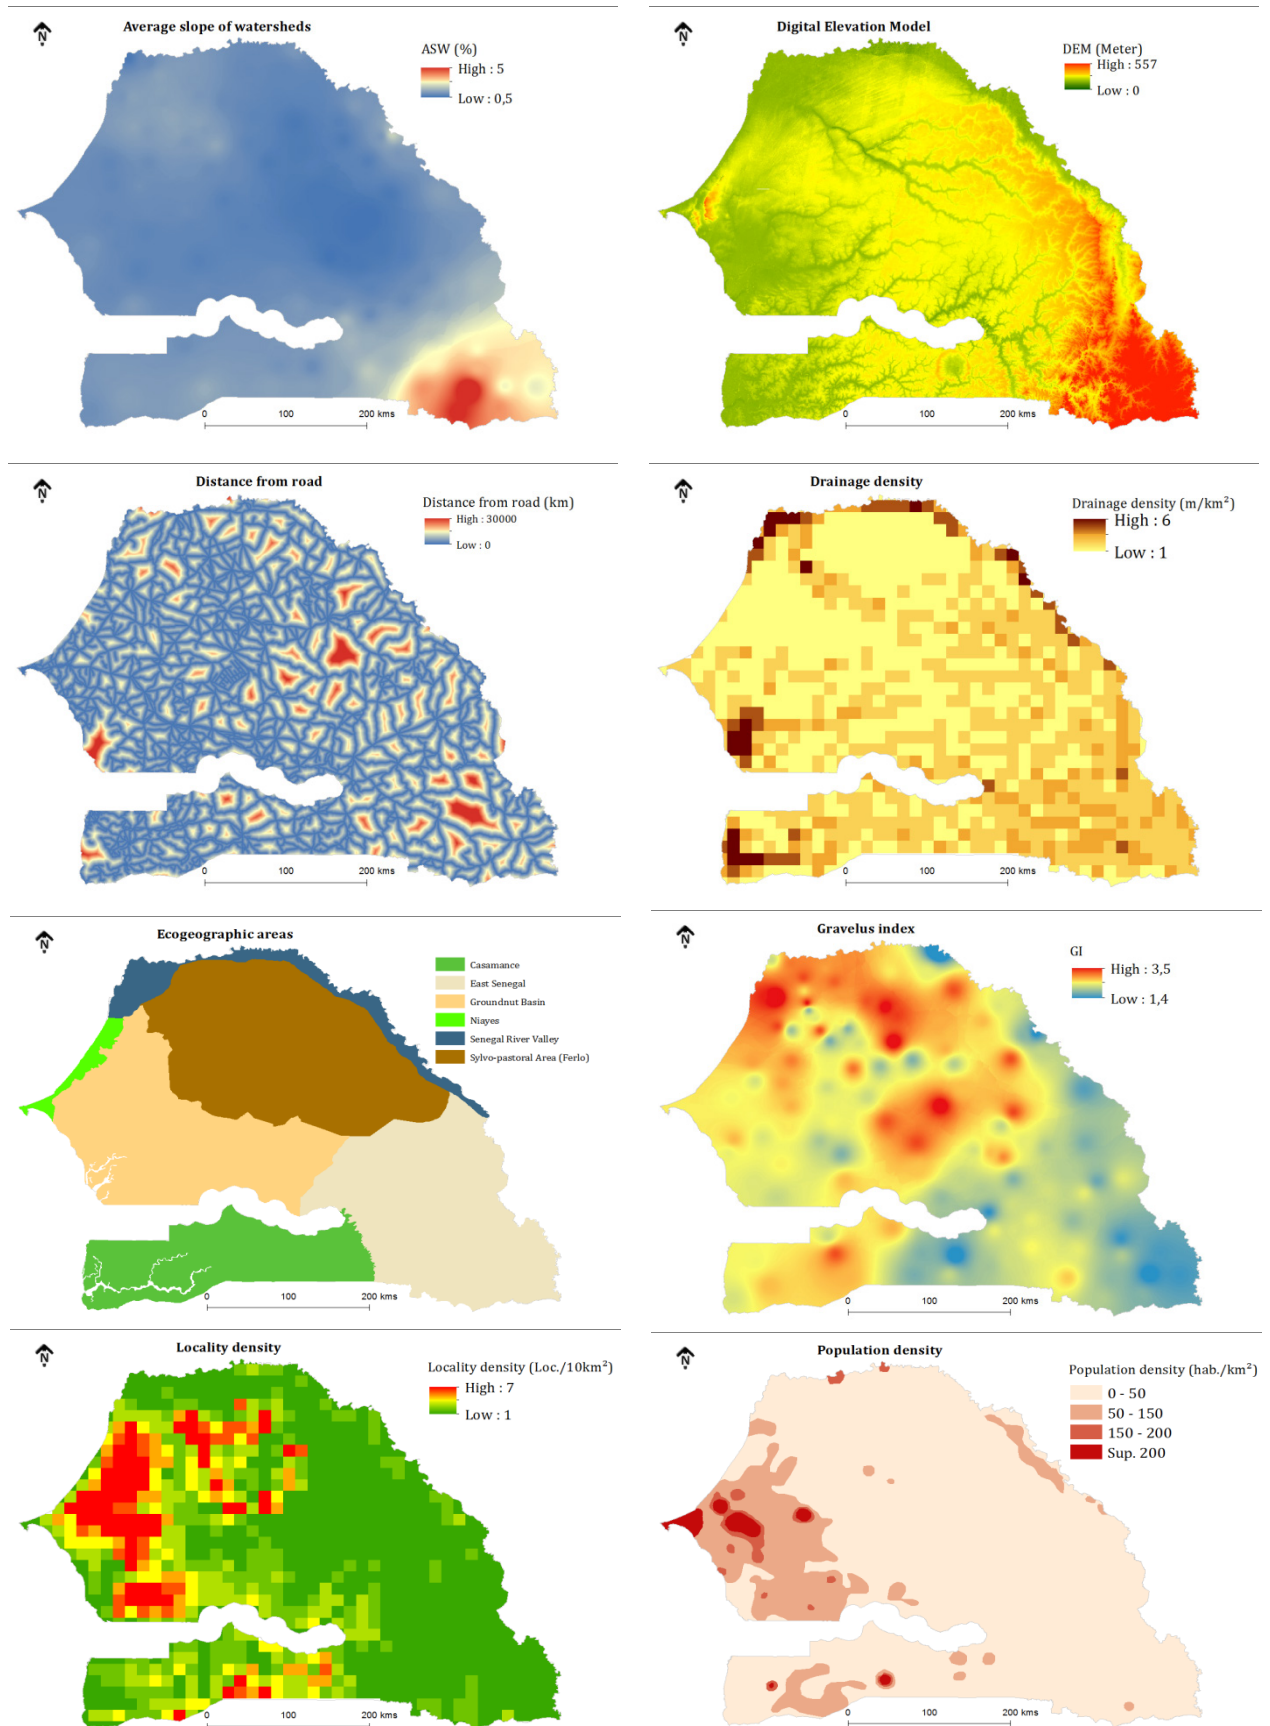 Average slope of watersheds
N
ASW (%)
High : 5
Low : 0,5
0 100 200 kms
Digital Elevation Model
N
DEM (Meter)
High : 557
Low : 0
0 100 200 kms
Distance from road
N
Distance from road (km)
High : 30000
Low : 0
0 100 200 kms
Drainage density
N
Drainage density (m/km²)
High : 6
Low : 1
0 100 200 kms
Ecogeographic areas
N
Casamance
East Senegal
Groundnut Basin
Niayes
Senegal River Valley
Sylvo-pastoral Area (Ferlo)
0 100 200 kms
Gravelus index
N
GI
High : 3,5
Low : 1,4
0 100 200 kms
Locality density
N
Locality density (Loc./10km²)
High : 7
Low : 1
0 100 200 kms
Population density
N
Population density (hab./km²)
0 - 50
50 - 150
150 - 200
Sup. 200
0 100 200 kms